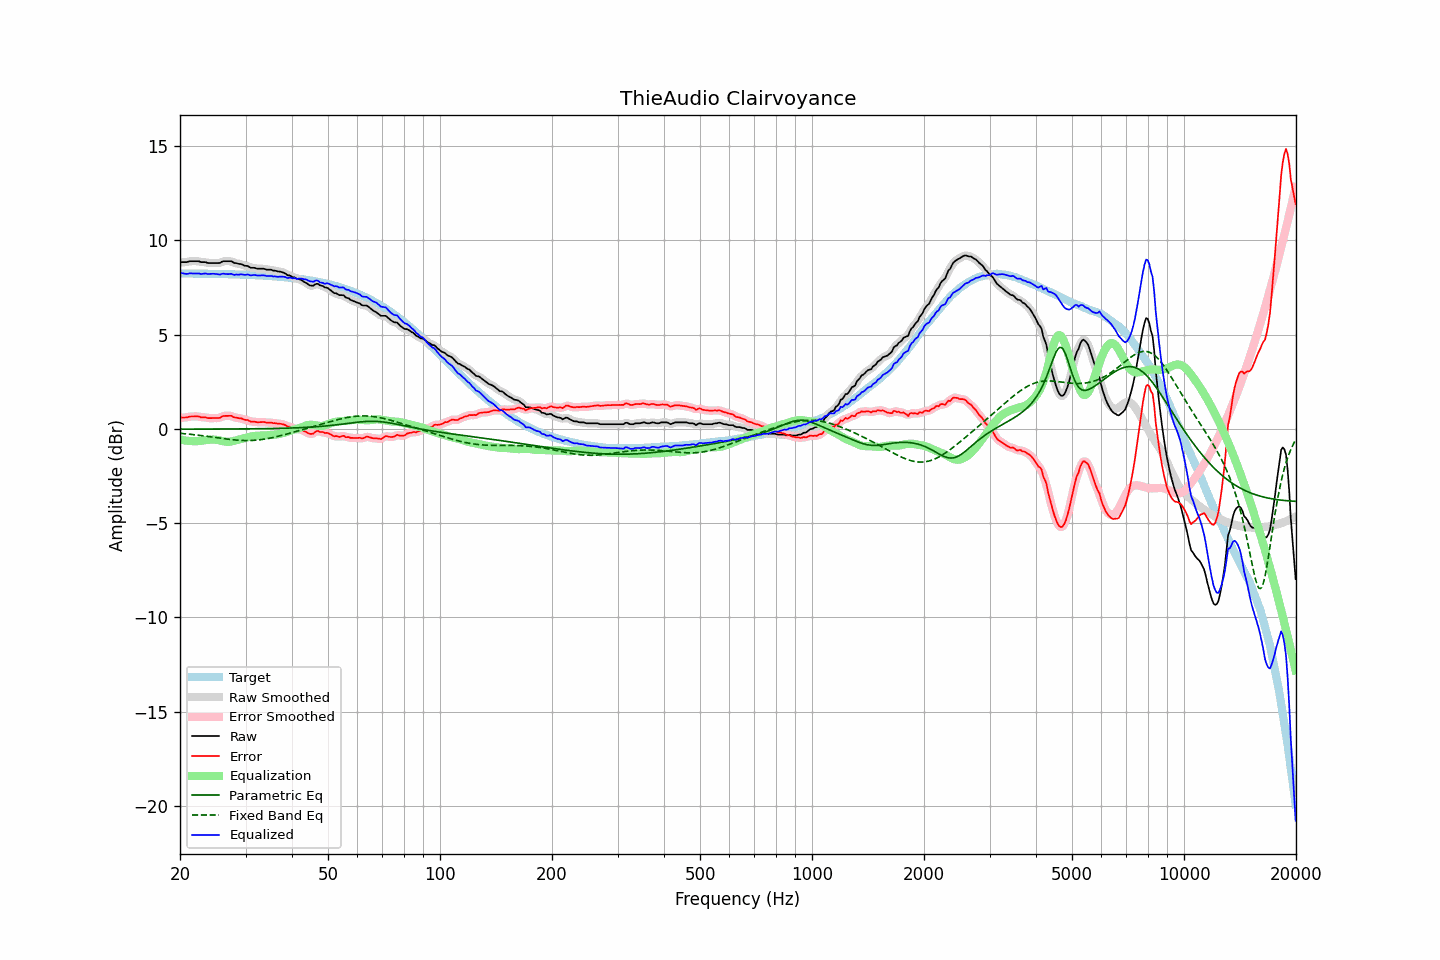 ThieAudio Clairvoyance
Amplitude (dBr)
15
10
5
0
−5
−10
−15
−20
Target
Raw Smoothed
Error Smoothed
Raw
Error
Equalization
Parametric Eq
Fixed Band Eq
Equalized
20
50
100
200
500
1000
2000
5000
10000
20000
Frequency (Hz)